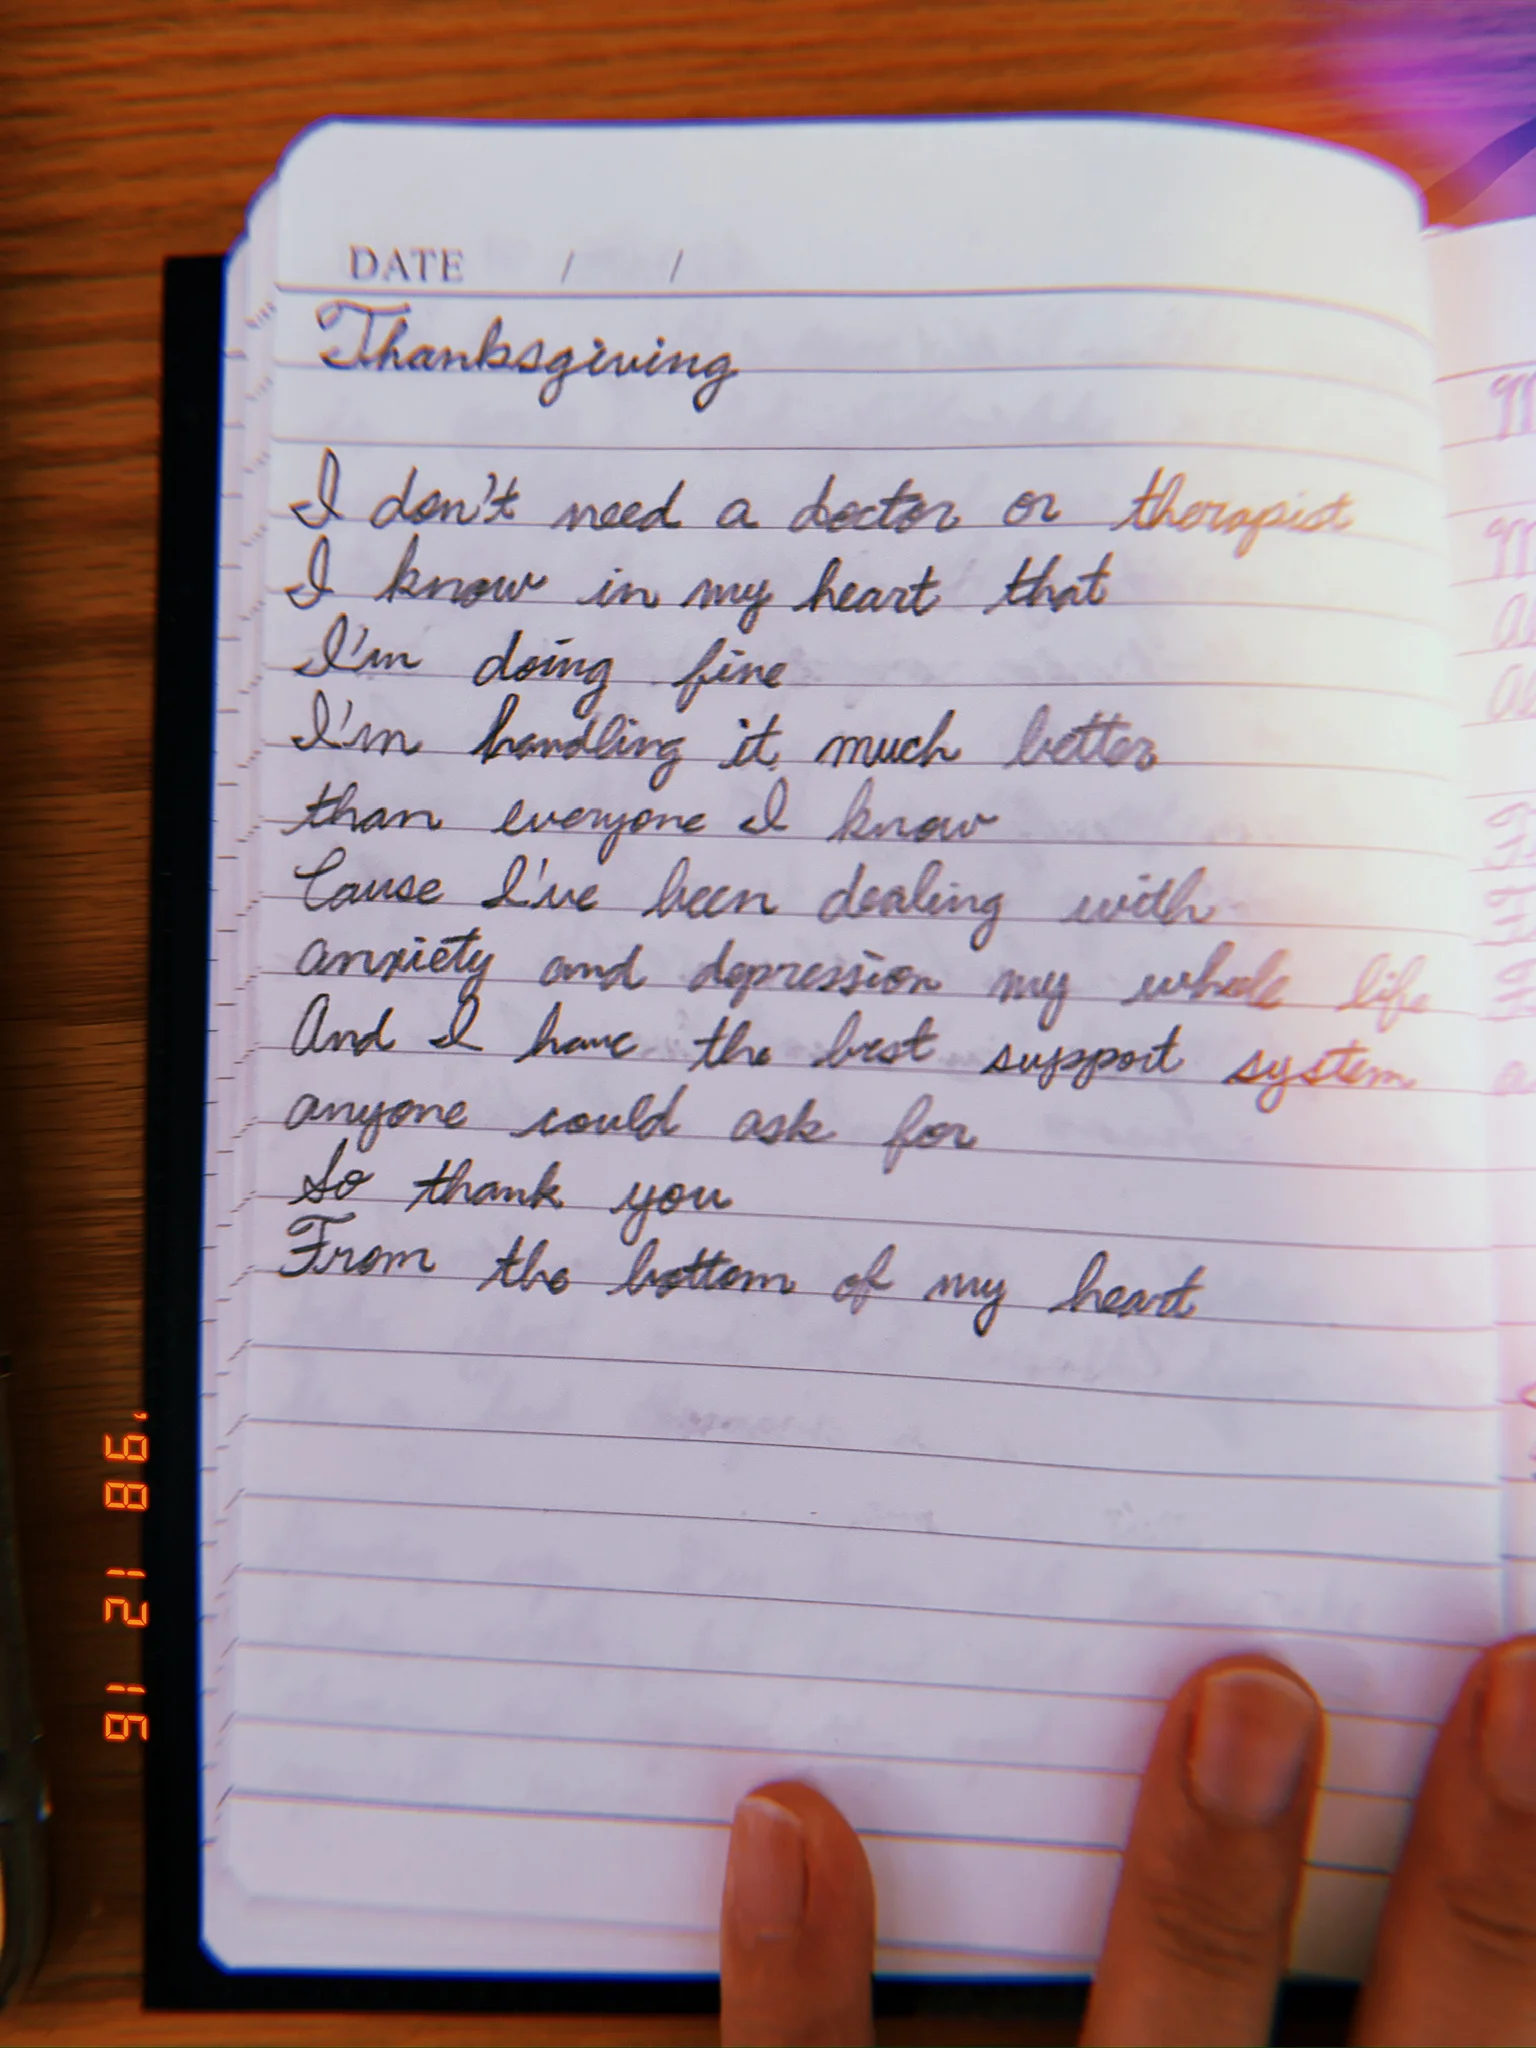 DATE / /
Thanksgiving
I don't need a doctor or therapist
I know in my heart that
I'm doing fine
I'm handling it much better
than everyone I know
Cause I've been dealing with
anxiety and depression my whole life
And I have the best support system
anyone could ask for
So thank you
From the bottom of my heart
'98 12 16